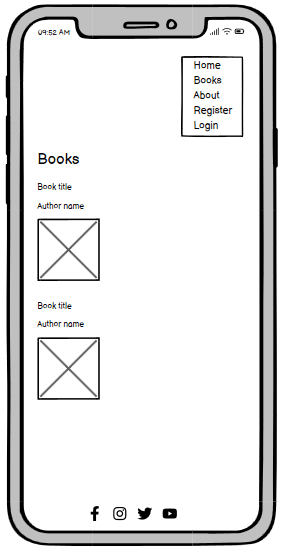 09:52 AM
Home
Books
About
Register
Login
Books
Book title
Author name
Book title
Author name